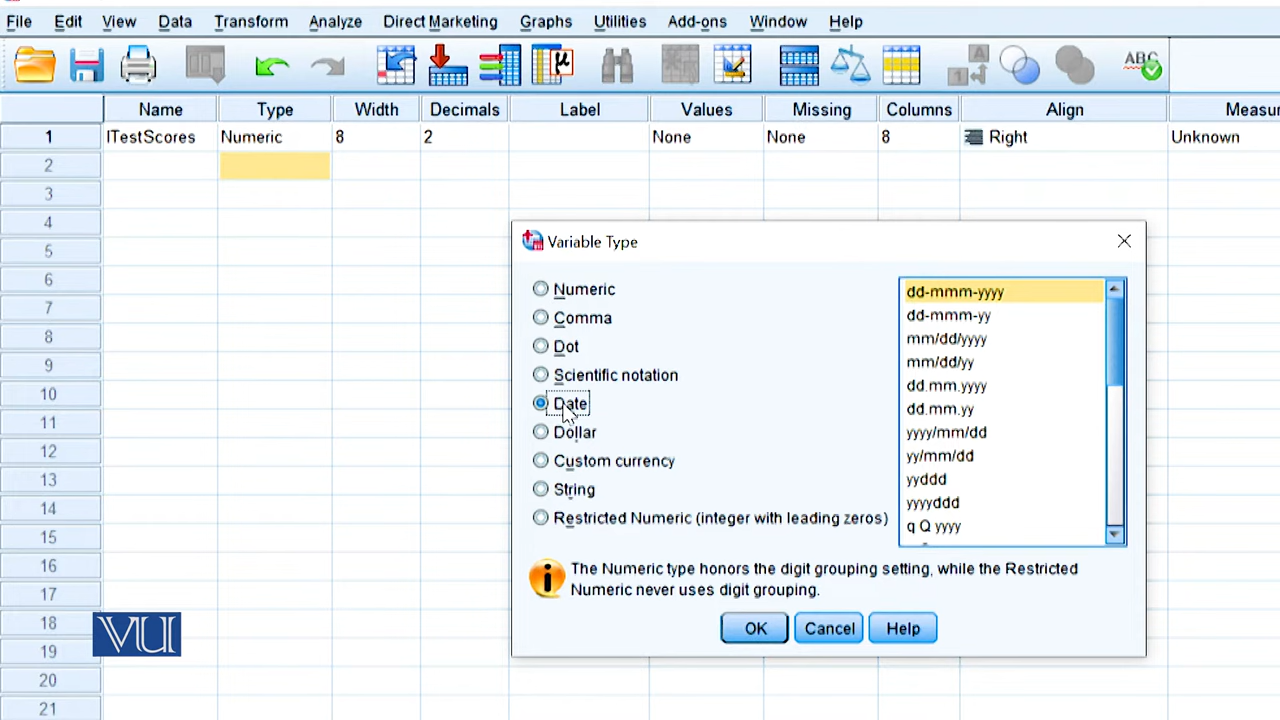 File Edit View Data Transform Analyze Direct Marketing Graphs Utilities Add-ons Window Help
A
1
μ
ABC
Name Type Width Decimals Label Values Missing Columns Align Measu
1 ITestScores Numeric 8 2 None None 8 Right Unknown
2
3
4
5
6
7
8
9
10
11
12
13
14
15
16
17
18
19
20
21
Variable Type
Numeric
Comma
Dot
Scientific notation
Date
Dollar
Custom currency
String
Restricted Numeric (integer with leading zeros)
dd-mmm-yyyy
dd-mmm-yy
mm/dd/yyyy
mm/dd/yy
dd.mm.yyyy
dd.mm.yy
yyyy/mm/dd
yy/mm/dd
yyddd
yyyyddd
q Q yyyy
The Numeric type honors the digit grouping setting, while the Restricted
Numeric never uses digit grouping.
OK Cancel Help
VU